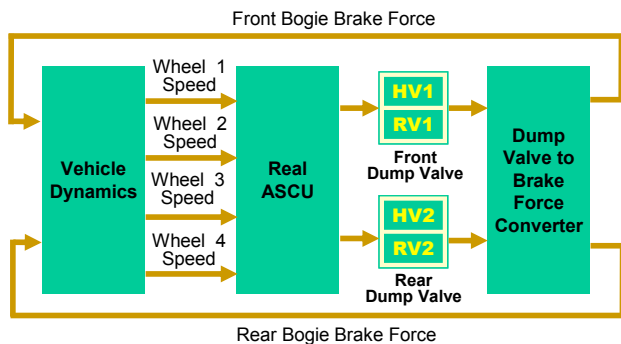 Front Bogie Brake Force
Wheel 1
Speed
Wheel 2
Speed
Wheel 3
Speed
Wheel 4
Speed
Vehicle
Dynamics
Real
ASCU
HV1
RV1
Front
Dump Valve
HV2
RV2
Rear
Dump Valve
Dump
Valve to
Brake
Force
Converter
Rear Bogie Brake Force